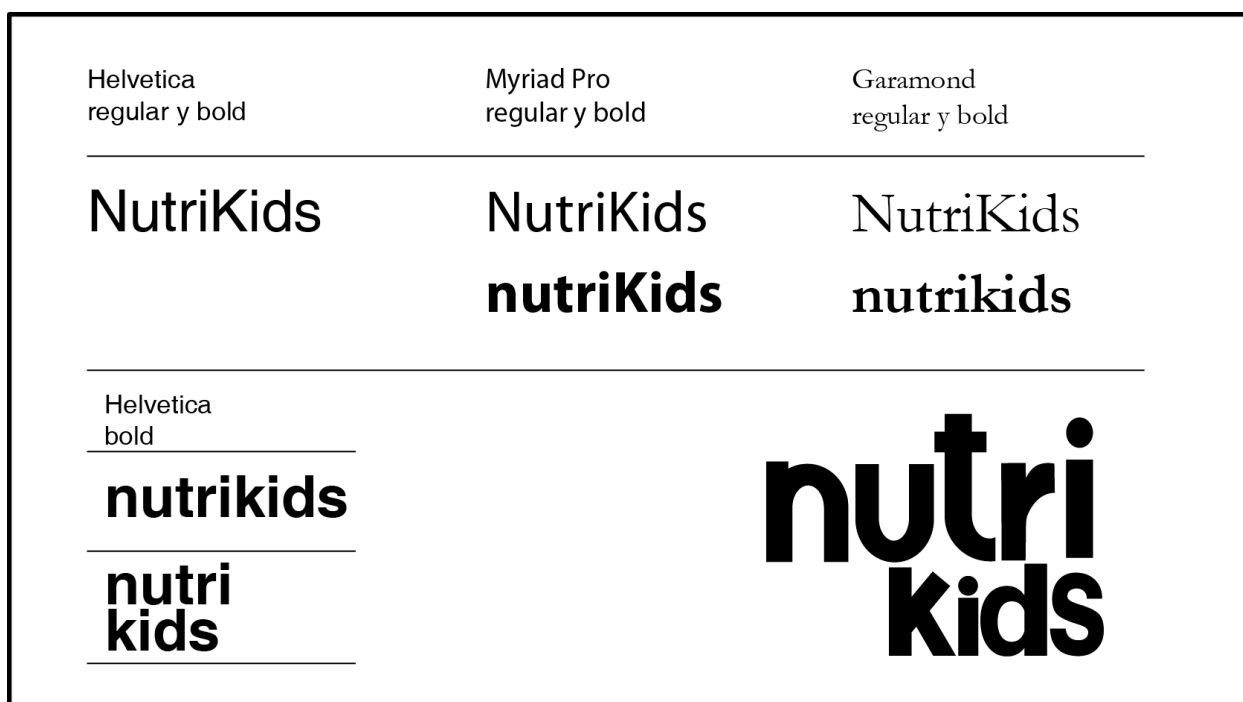 Helvetica
regular y bold
Myriad Pro
regular y bold
Garamond
regular y bold
NutriKids
NutriKids
NutriKids
nutriKids
nutrikids
Helvetica
bold
nutrikids
nutri
kids
nutri
kids